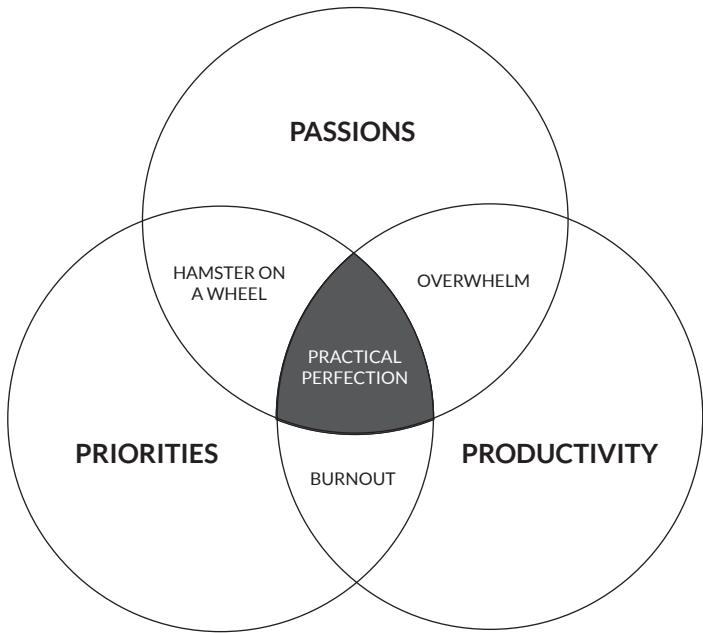 PASSIONS
HAMSTER ON
A WHEEL
OVERWHELM
PRACTICAL
PERFECTION
PRIORITIES
PRODUCTIVITY
BURNOUT